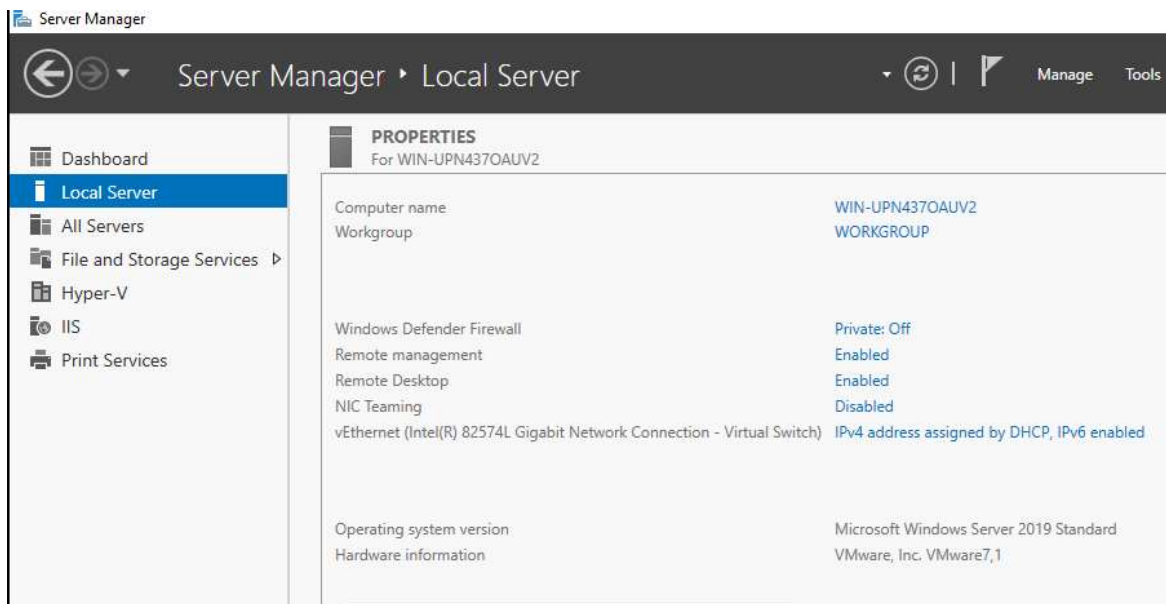 Server Manager
Server Manager ‣ Local Server
Manage Tools
Dashboard
Local Server
All Servers
File and Storage Services
Hyper-V
IIS
Print Services
PROPERTIES
For WIN-UPN437OAUV2
Computer name WIN-UPN437OAUV2
Workgroup WORKGROUP
Windows Defender Firewall Private: Off
Remote management Enabled
Remote Desktop Enabled
NIC Teaming Disabled
vEthernet (Intel(R) 82574L Gigabit Network Connection - Virtual Switch) IPv4 address assigned by DHCP, IPv6 enabled
Operating system version Microsoft Windows Server 2019 Standard
Hardware information VMware, Inc. VMware7,1